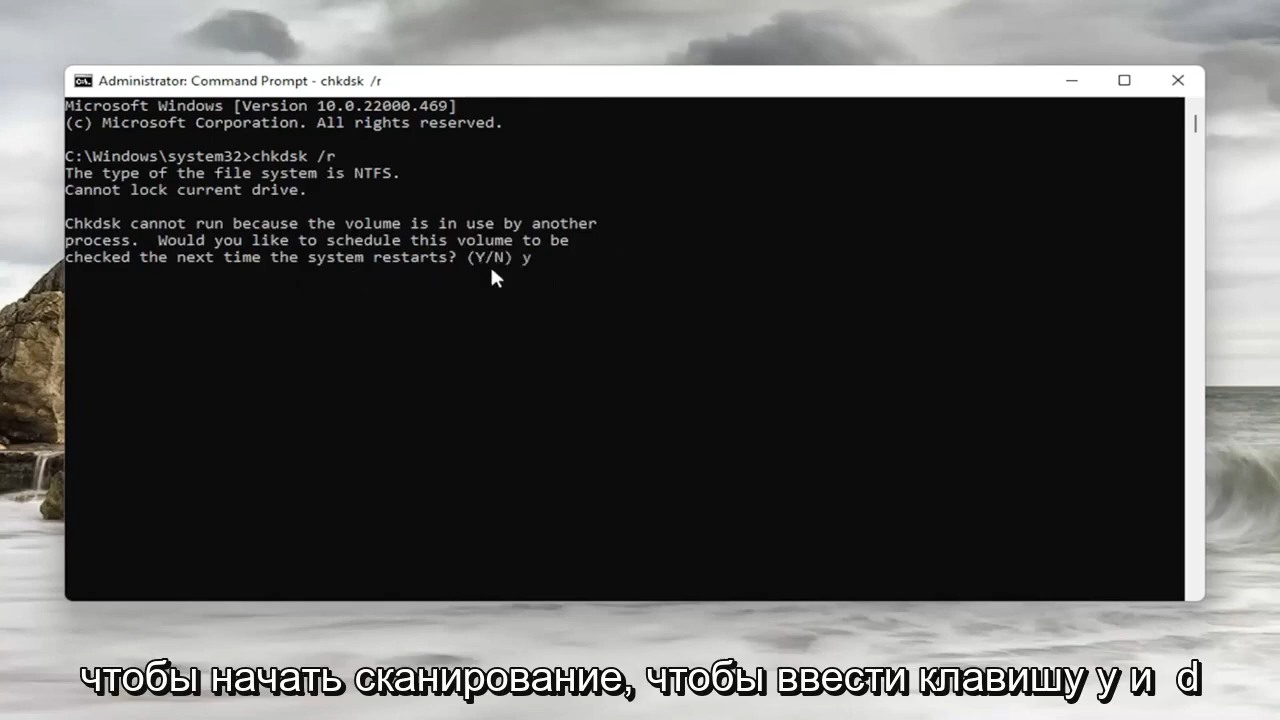 Administrator: Command Prompt - chkdsk /r
Microsoft Windows [Version 10.0.22000.469]
(c) Microsoft Corporation. All rights reserved.
C:\Windows\system32>chkdsk /r
The type of the file system is NTFS.
Cannot lock current drive.
Chkdsk cannot run because the volume is in use by another
process.  Would you like to schedule this volume to be
checked the next time the system restarts? (Y/N) y
чтобы начать сканирование, чтобы ввести клавишу y и  d